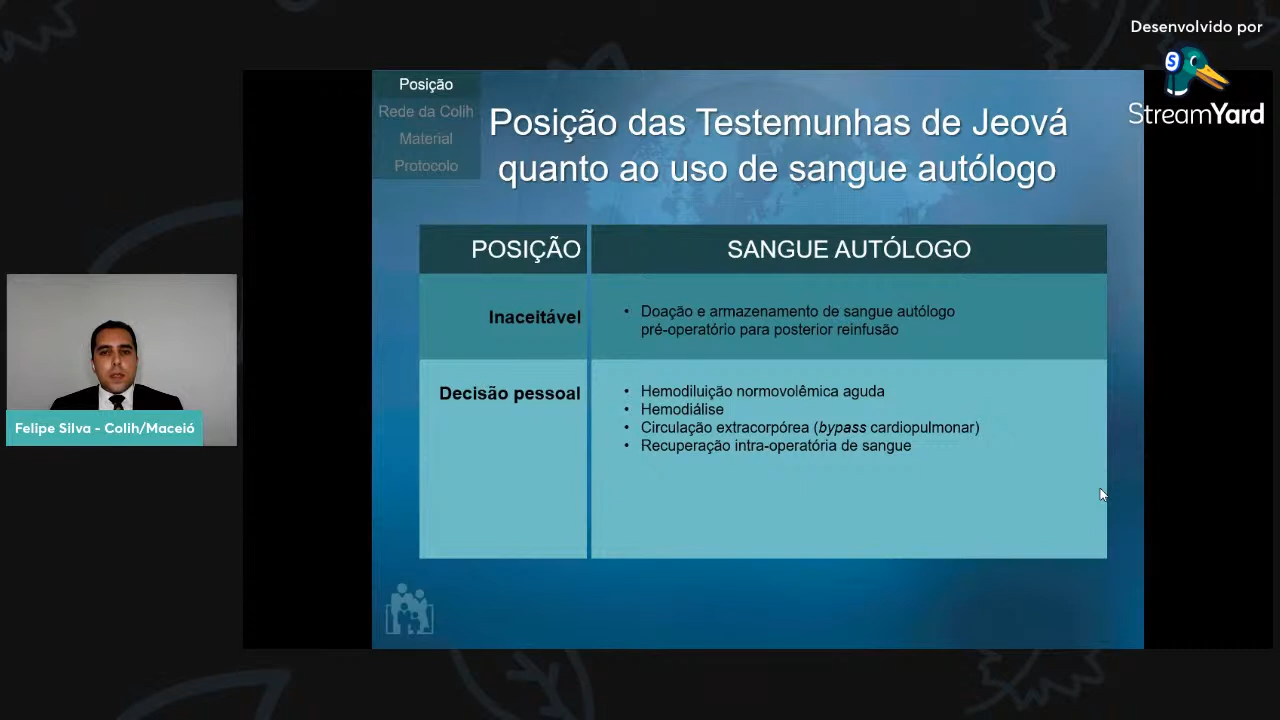 Desenvolvido por
StreamYard
Posição
Rede da Colih
Material
Protocolo
Posição das Testemunhas de Jeová
quanto ao uso de sangue autólogo
POSIÇÃO
SANGUE AUTÓLOGO
Inaceitável
• Doação e armazenamento de sangue autólogo
pré-operatório para posterior reinfusão
Decisão pessoal
• Hemodiluição normovolêmica aguda
• Hemodiálise
• Circulação extracorpórea (bypass cardiopulmonar)
• Recuperação intra-operatória de sangue
Felipe Silva - Colih/Maceió